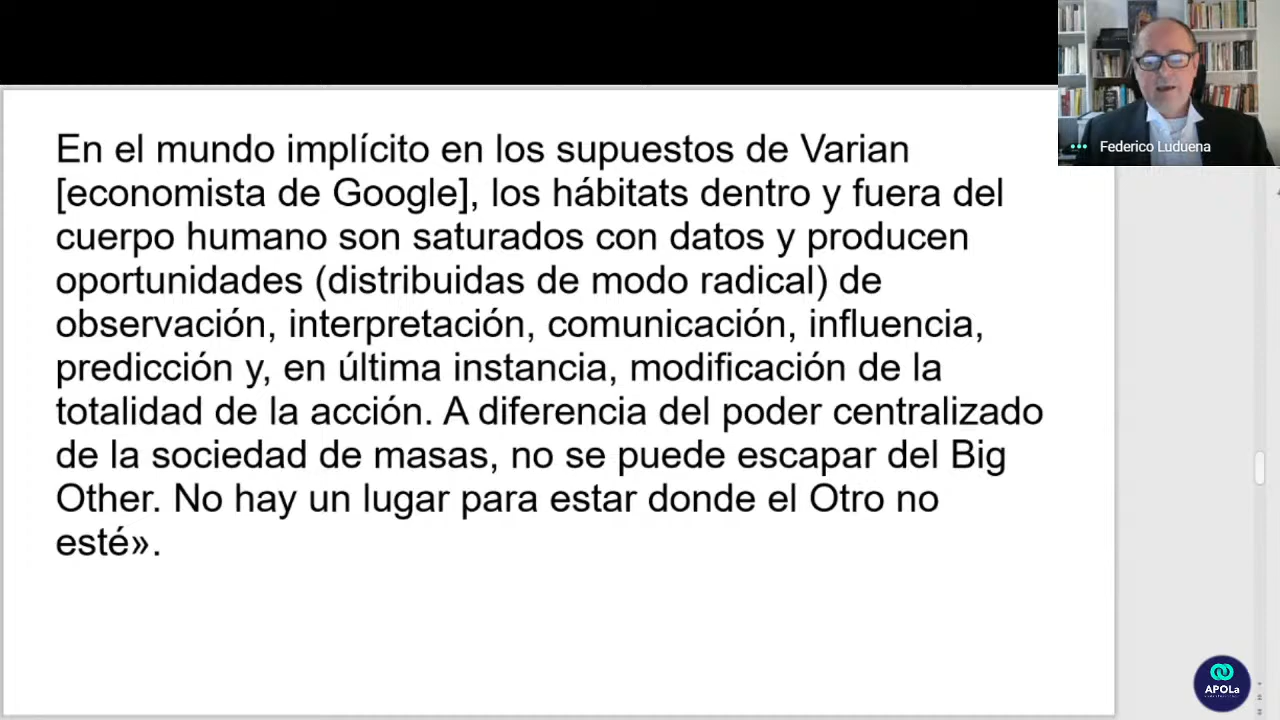 En el mundo implícito en los supuestos de Varian
[economista de Google], los hábitats dentro y fuera del
cuerpo humano son saturados con datos y producen
oportunidades (distribuidas de modo radical) de
observación, interpretación, comunicación, influencia,
predicción y, en última instancia, modificación de la
totalidad de la acción. A diferencia del poder centralizado
de la sociedad de masas, no se puede escapar del Big
Other. No hay un lugar para estar donde el Otro no
esté».
Federico Luduena
APOLa